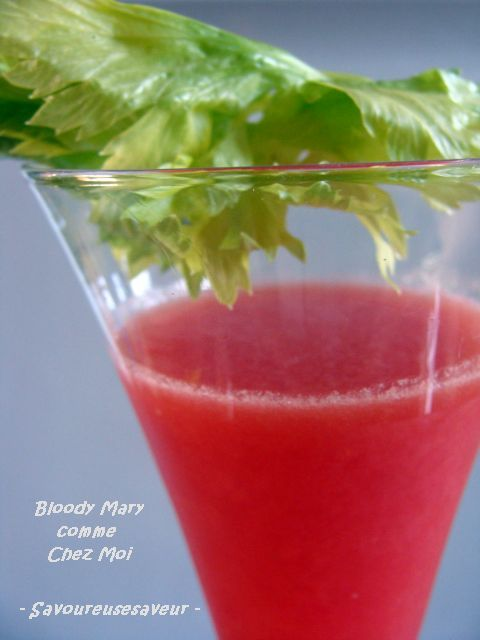 Bloody Mary
comme
Chez Moi
- Savoureusesaveur -